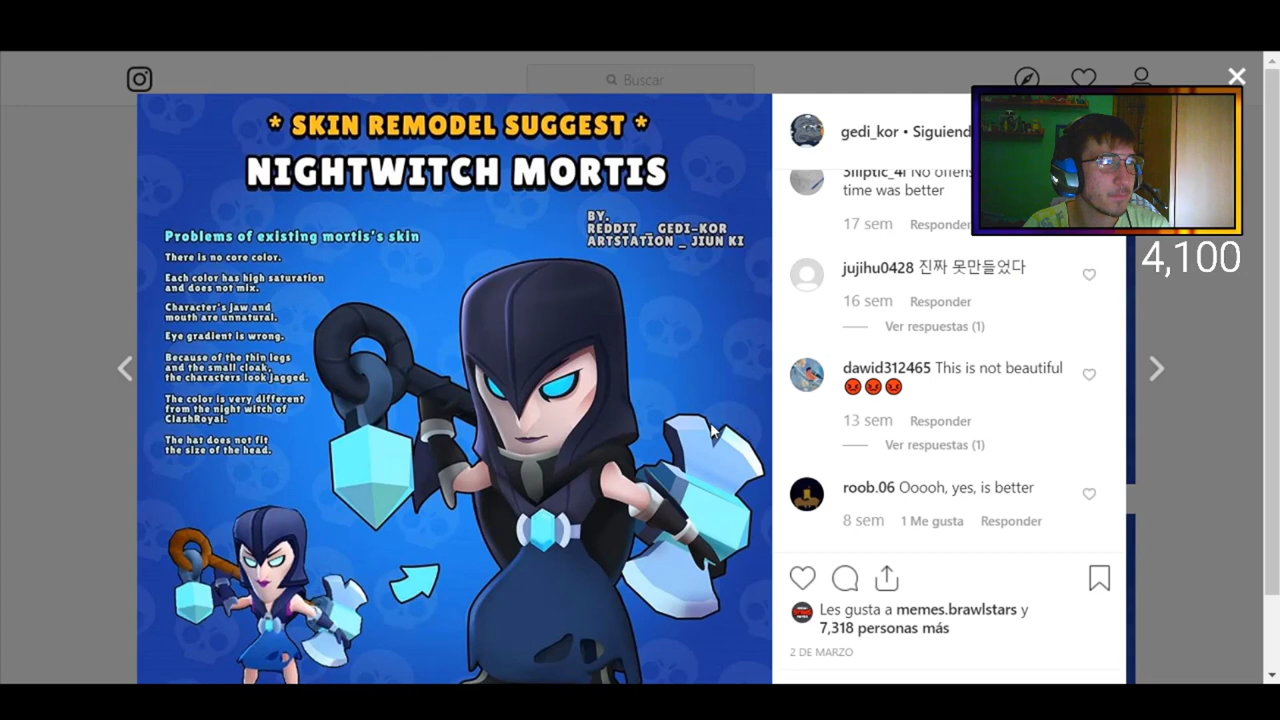 Buscar
* SKIN REMODEL SUGGEST *
NIGHTWITCH MORTIS
BY.
REDDIT _ GEDI-KOR
ARTSTATION _ JIUN KI
Problems of existing mortis's skin
There is no core color.
Each color has high saturation
and does not mix.
Character's jaw and
mouth are unnatural.
Eye gradient is wrong.
Because of the thin legs
and the small cloak,
the characters look jagged.
The color is very different
from the night witch of
ClashRoyal.
The hat does not fit
the size of the head.
gedi_kor • Siguiend
No offens
time was better
17 sem Responder
jujihu0428 진짜 못만들었다
16 sem Responder
Ver respuestas (1)
dawid312465 This is not beautiful
😡😡😡
13 sem Responder
Ver respuestas (1)
roob.06 Ooooh, yes, is better
8 sem 1 Me gusta Responder
Les gusta a memes.brawlstars y
7,318 personas más
2 DE MARZO
4,100